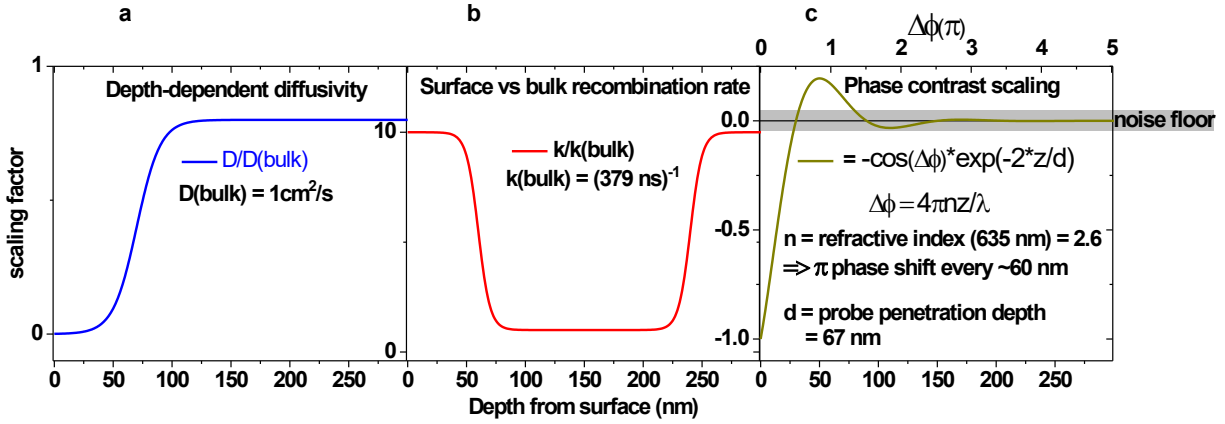 a
b
c
Δϕ(π)
0 1 2 3 4 5
1
0
scaling factor
Depth-dependent diffusivity
D/D(bulk)
D(bulk) = 1cm²/s
0 50 100 150 200 250
10
0
Surface vs bulk recombination rate
k/k(bulk)
k(bulk) = (379 ns)⁻¹
0 50 100 150 200 250
Depth from surface (nm)
0.0
-0.5
-1.0
Phase contrast scaling
noise floor
= -cos(Δϕ)*exp(-2*z/d)
Δϕ = 4πnz/λ
n = refractive index (635 nm) = 2.6
=> π phase shift every ~60 nm
d = probe penetration depth
= 67 nm
0 50 100 150 200 250